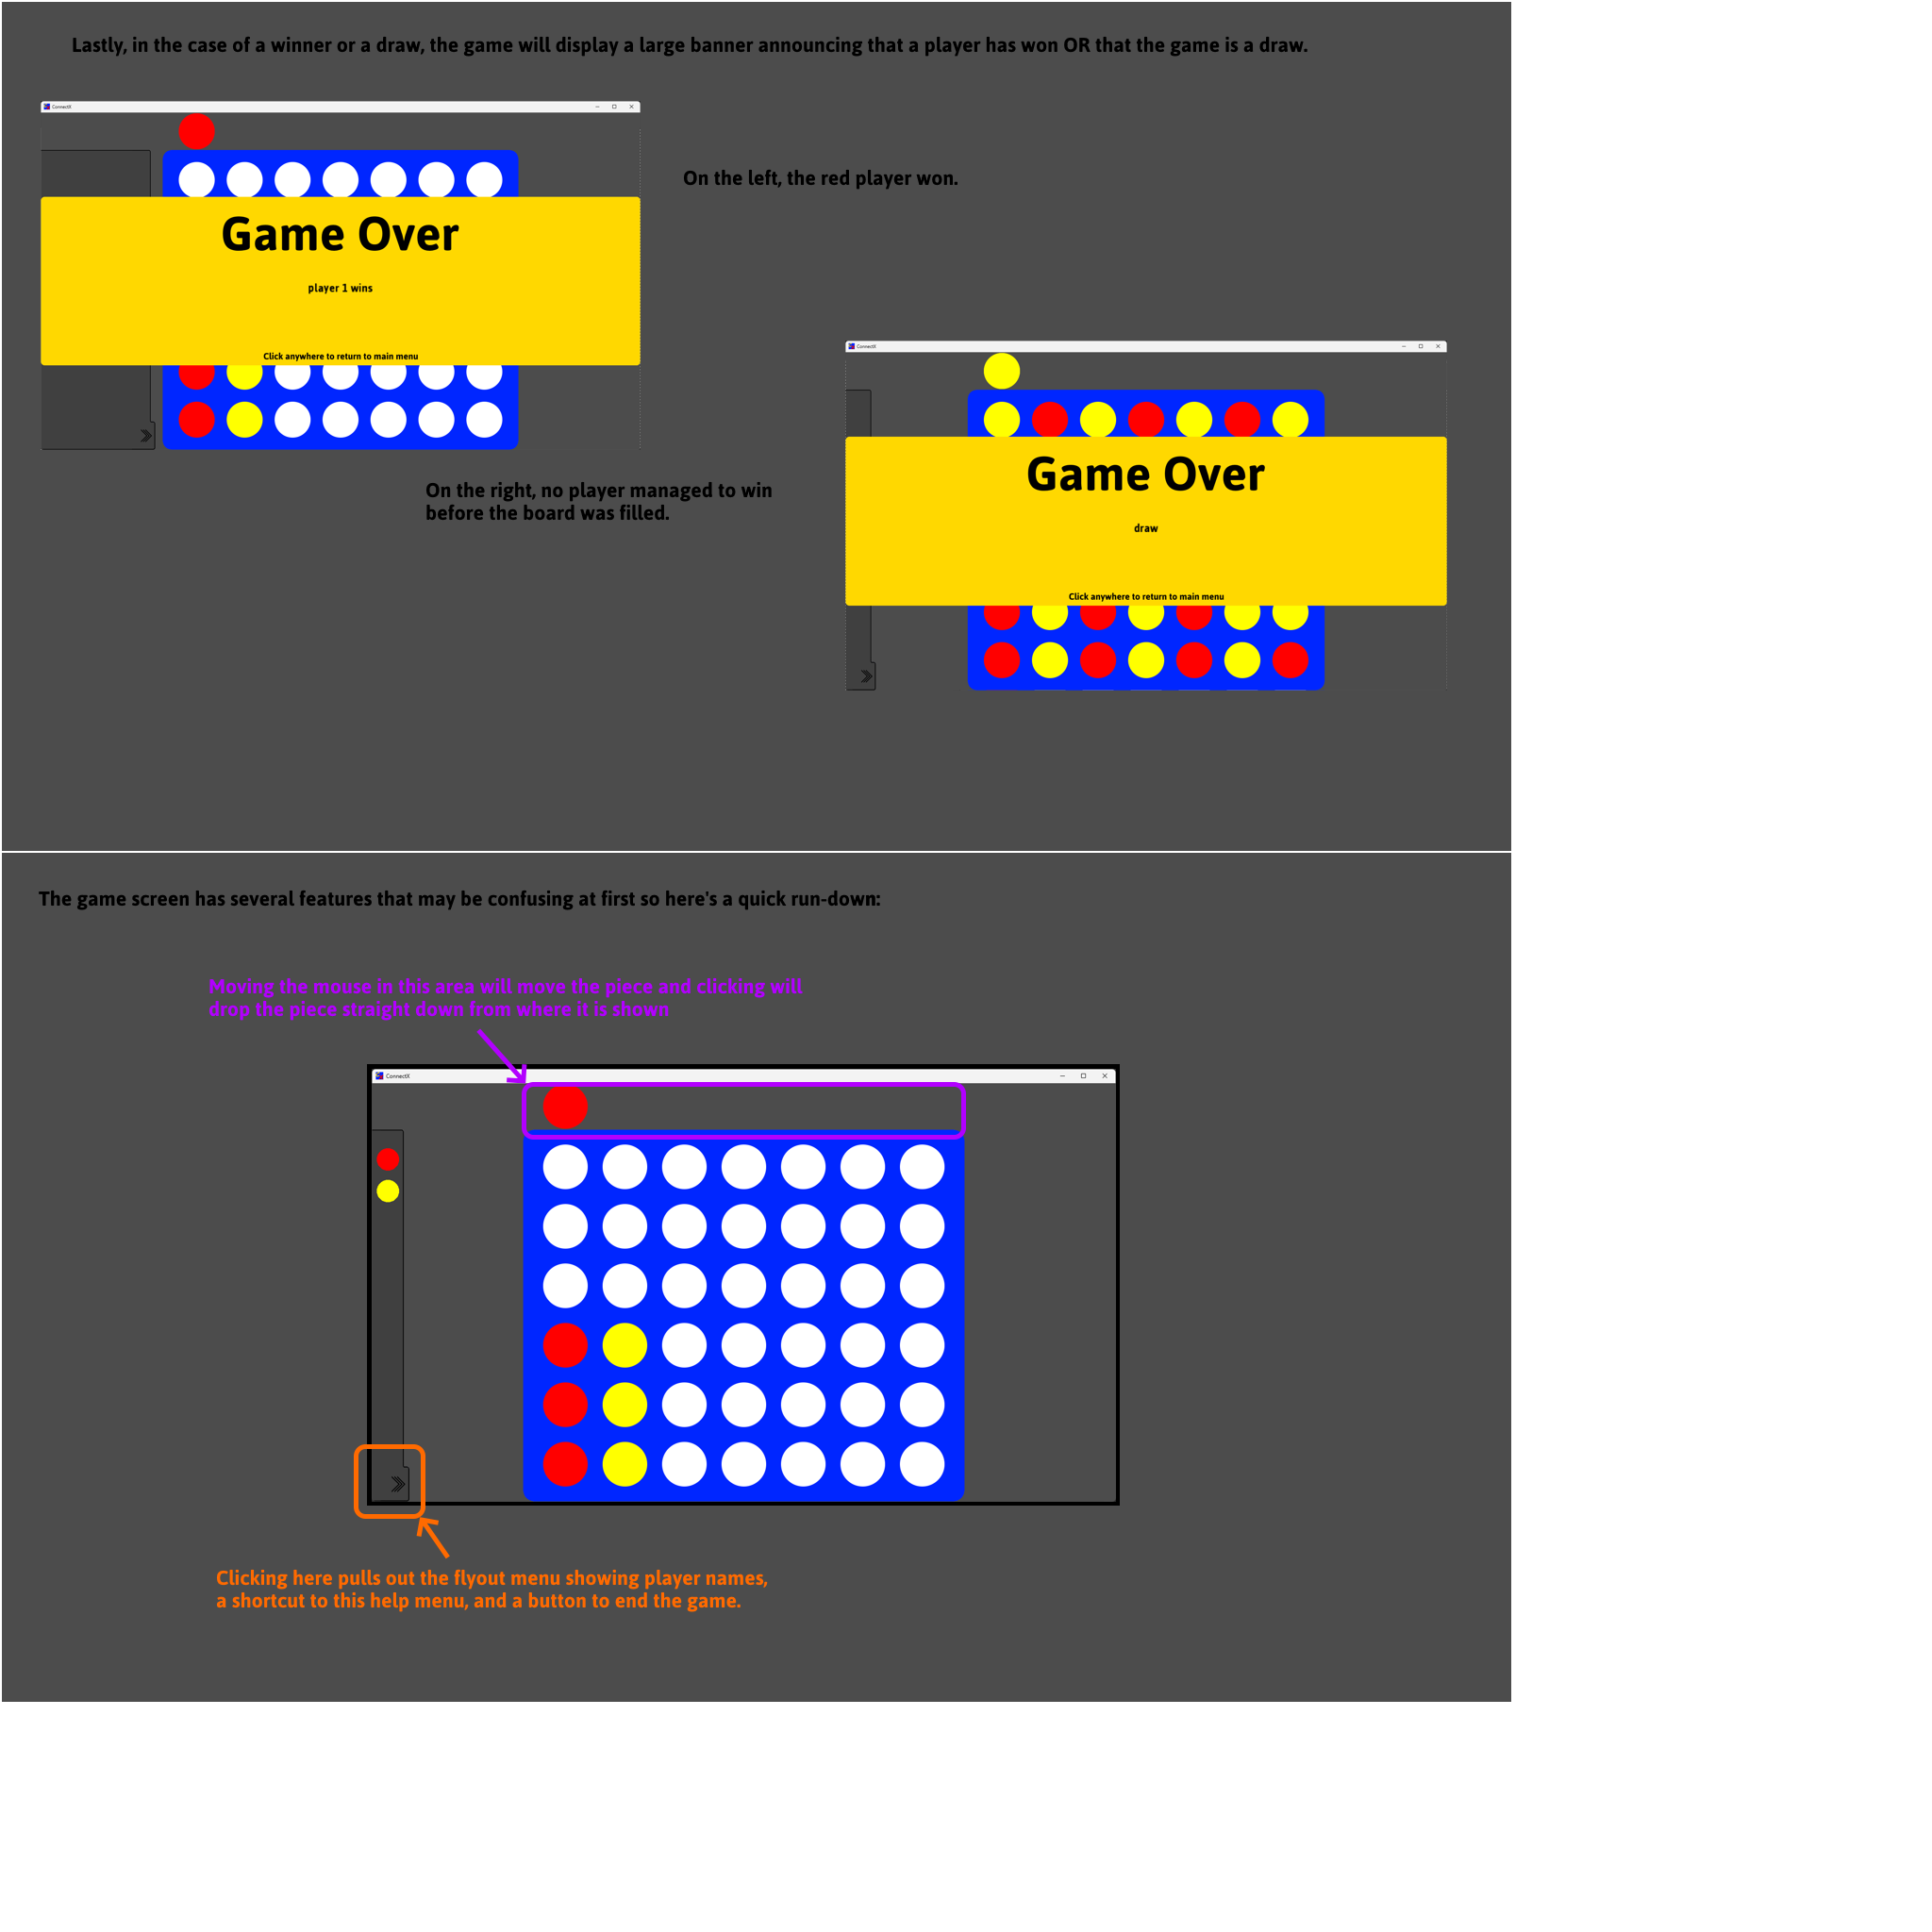 Lastly, in the case of a winner or a draw, the game will display a large banner announcing that a player has won OR that the game is a draw.
ConnectX
On the left, the red player won.
Game Over
player 1 wins
Click anywhere to return to main menu
ConnectX
Game Over
draw
Click anywhere to return to main menu
On the right, no player managed to win
before the board was filled.
The game screen has several features that may be confusing at first so here's a quick run-down:
Moving the mouse in this area will move the piece and clicking will
drop the piece straight down from where it is shown
ConnectX
Clicking here pulls out the flyout menu showing player names,
a shortcut to this help menu, and a button to end the game.